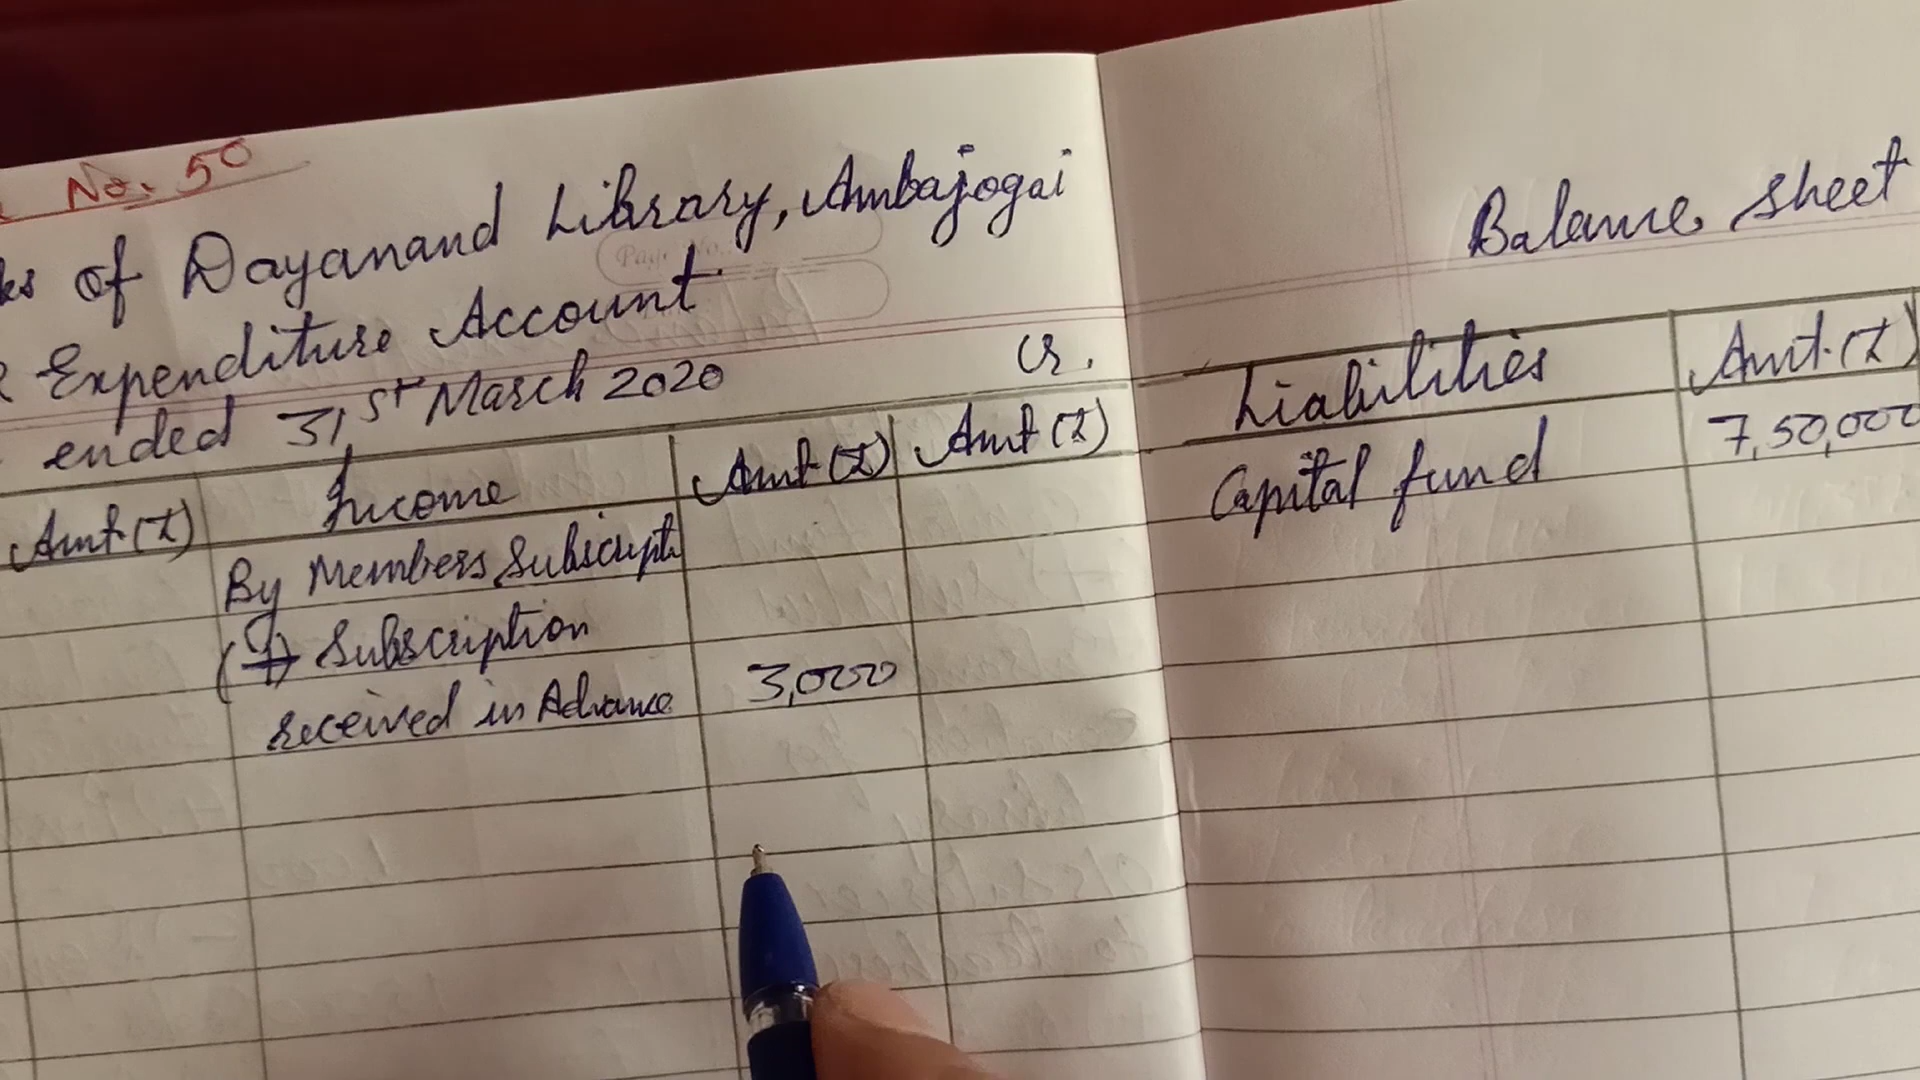 No. 50
of Dayanand Library, Ambajogai
Expenditure Account
ended 31st March 2020
Cr.
Amt.(₹) Income Amt.(₹) Amt.(₹)
By Members Subscript
(+) Subscription
received in Advance 3,000
Balance sheet
Liabilities Amt.(₹)
Capital fund 7,50,000